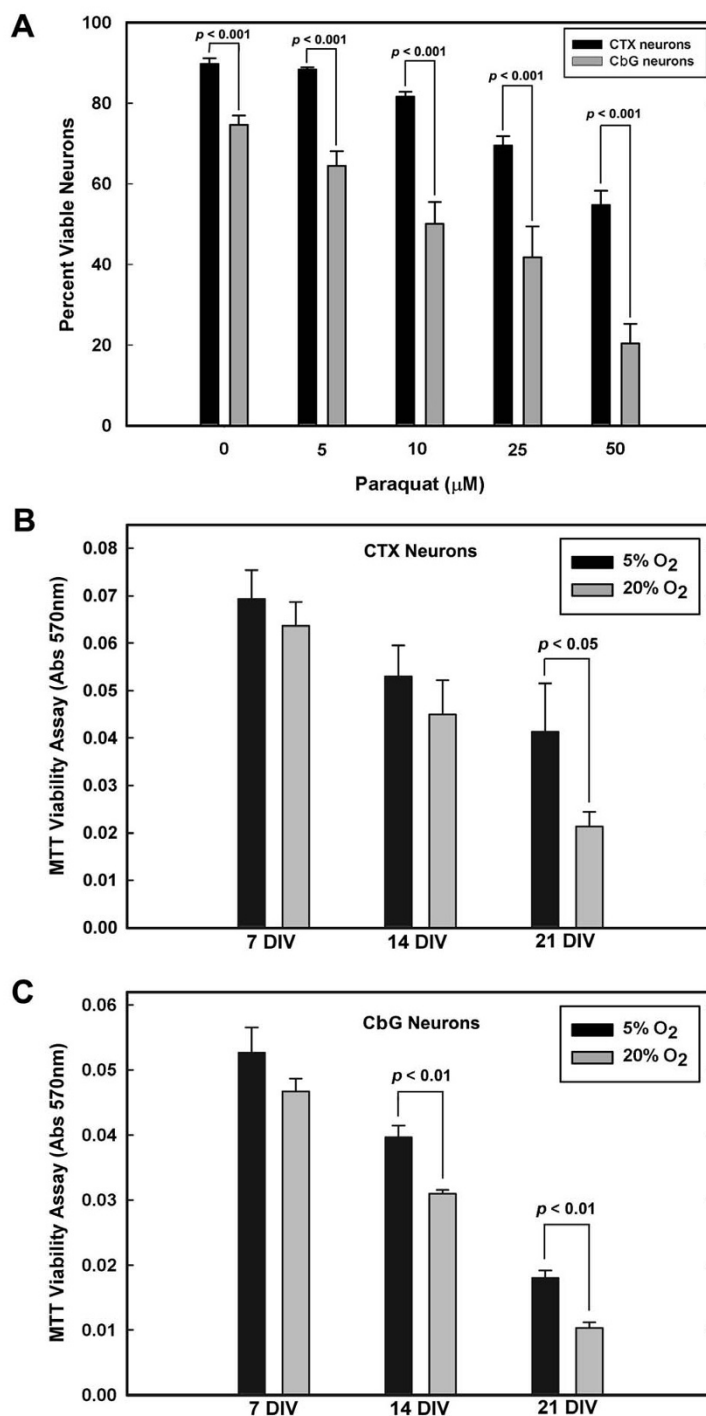 A
100
80
60
40
20
0
Percent Viable Neurons
p < 0.001
p < 0.001
p < 0.001
p < 0.001
p < 0.001
CTX neurons
CbG neurons
0 5 10 25 50
Paraquat (µM)
B
0.08
0.07
0.06
0.05
0.04
0.03
0.02
0.01
0.00
MTT Viability Assay (Abs 570nm)
CTX Neurons
5% O2
20% O2
p < 0.05
7 DIV 14 DIV 21 DIV
C
0.06
0.05
0.04
0.03
0.02
0.01
0.00
MTT Viability Assay (Abs 570nm)
CbG Neurons
5% O2
20% O2
p < 0.01
p < 0.01
7 DIV 14 DIV 21 DIV